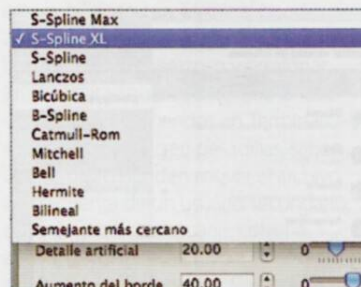 S-Spline Max
✓ S-Spline XL
S-Spline
Lanczos
Bicúbica
B-Spline
Catmull-Rom
Mitchell
Bell
Hermite
Bilineal
Semejante más cercano
Detalle artificial 20.00 0
Aumento del borde 40.00 0